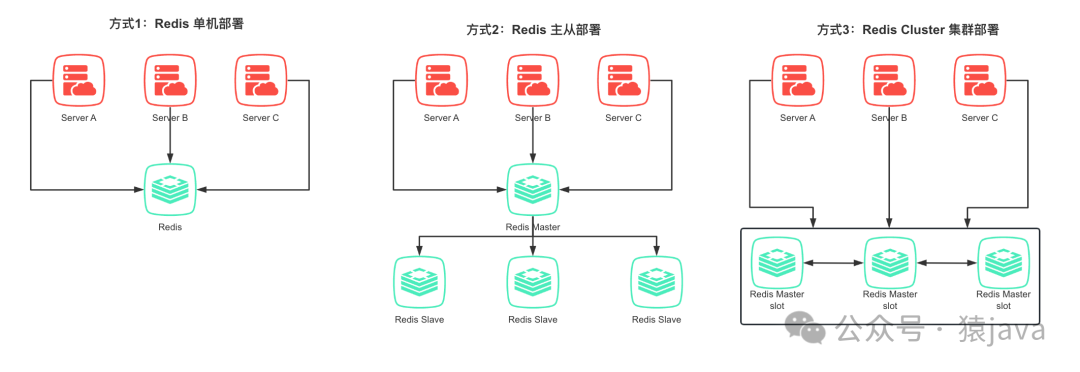 方式1：Redis 单机部署
Server A
Server B
Server C
Redis
方式2：Redis 主从部署
Server A
Server B
Server C
Redis Master
Redis Slave
Redis Slave
Redis Slave
方式3：Redis Cluster 集群部署
Server A
Server B
Server C
Redis Master
slot
Redis Master
slot
Redis Master
slot
公众号 · 猿java